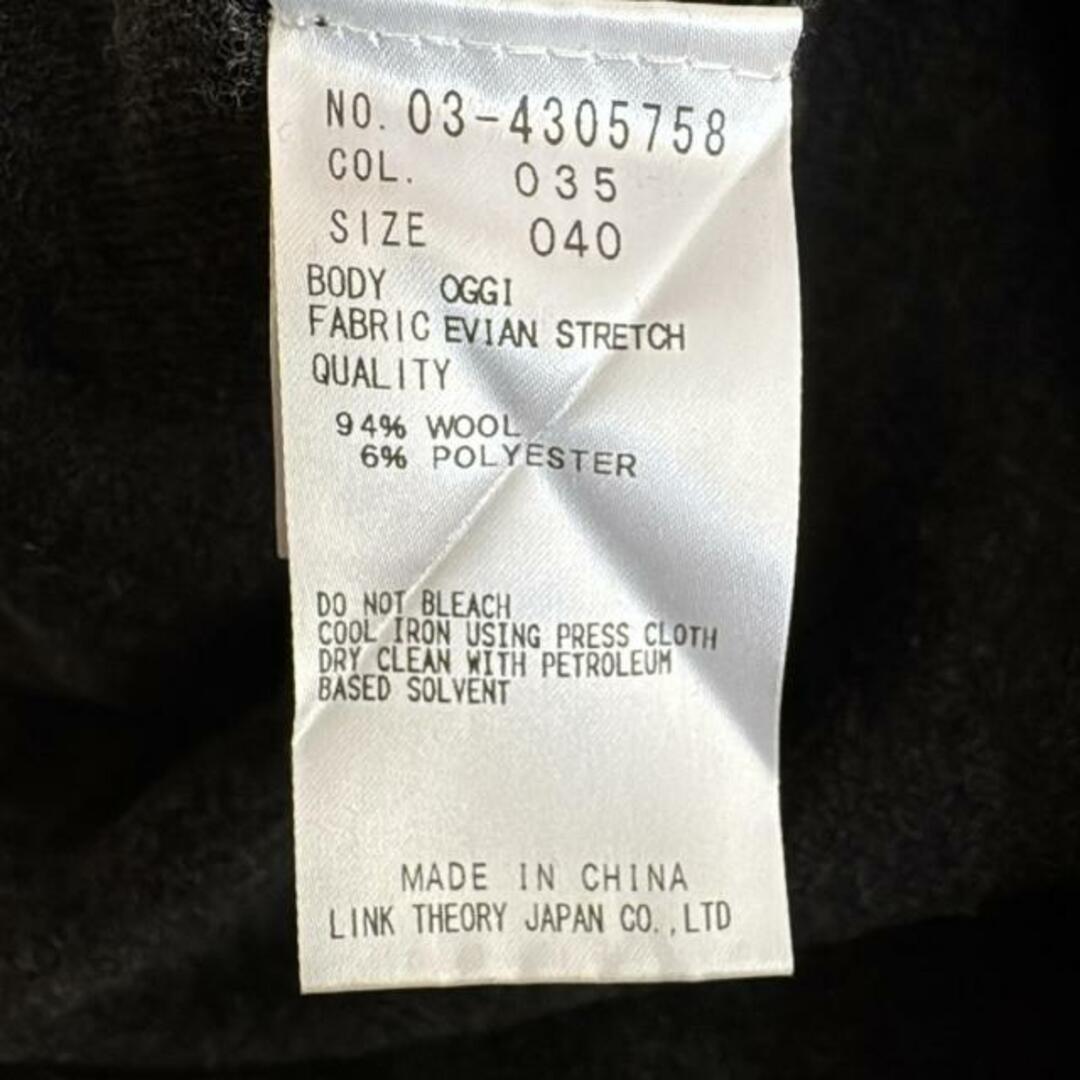 NO. 03-4305758
COL. 035
SIZE 040
BODY OGGI
FABRIC EVIAN STRETCH
QUALITY
94% WOOL
6% POLYESTER
DO NOT BLEACH
COOL IRON USING PRESS CLOTH
DRY CLEAN WITH PETROLEUM
BASED SOLVENT
MADE IN CHINA
LINK THEORY JAPAN CO.,LTD